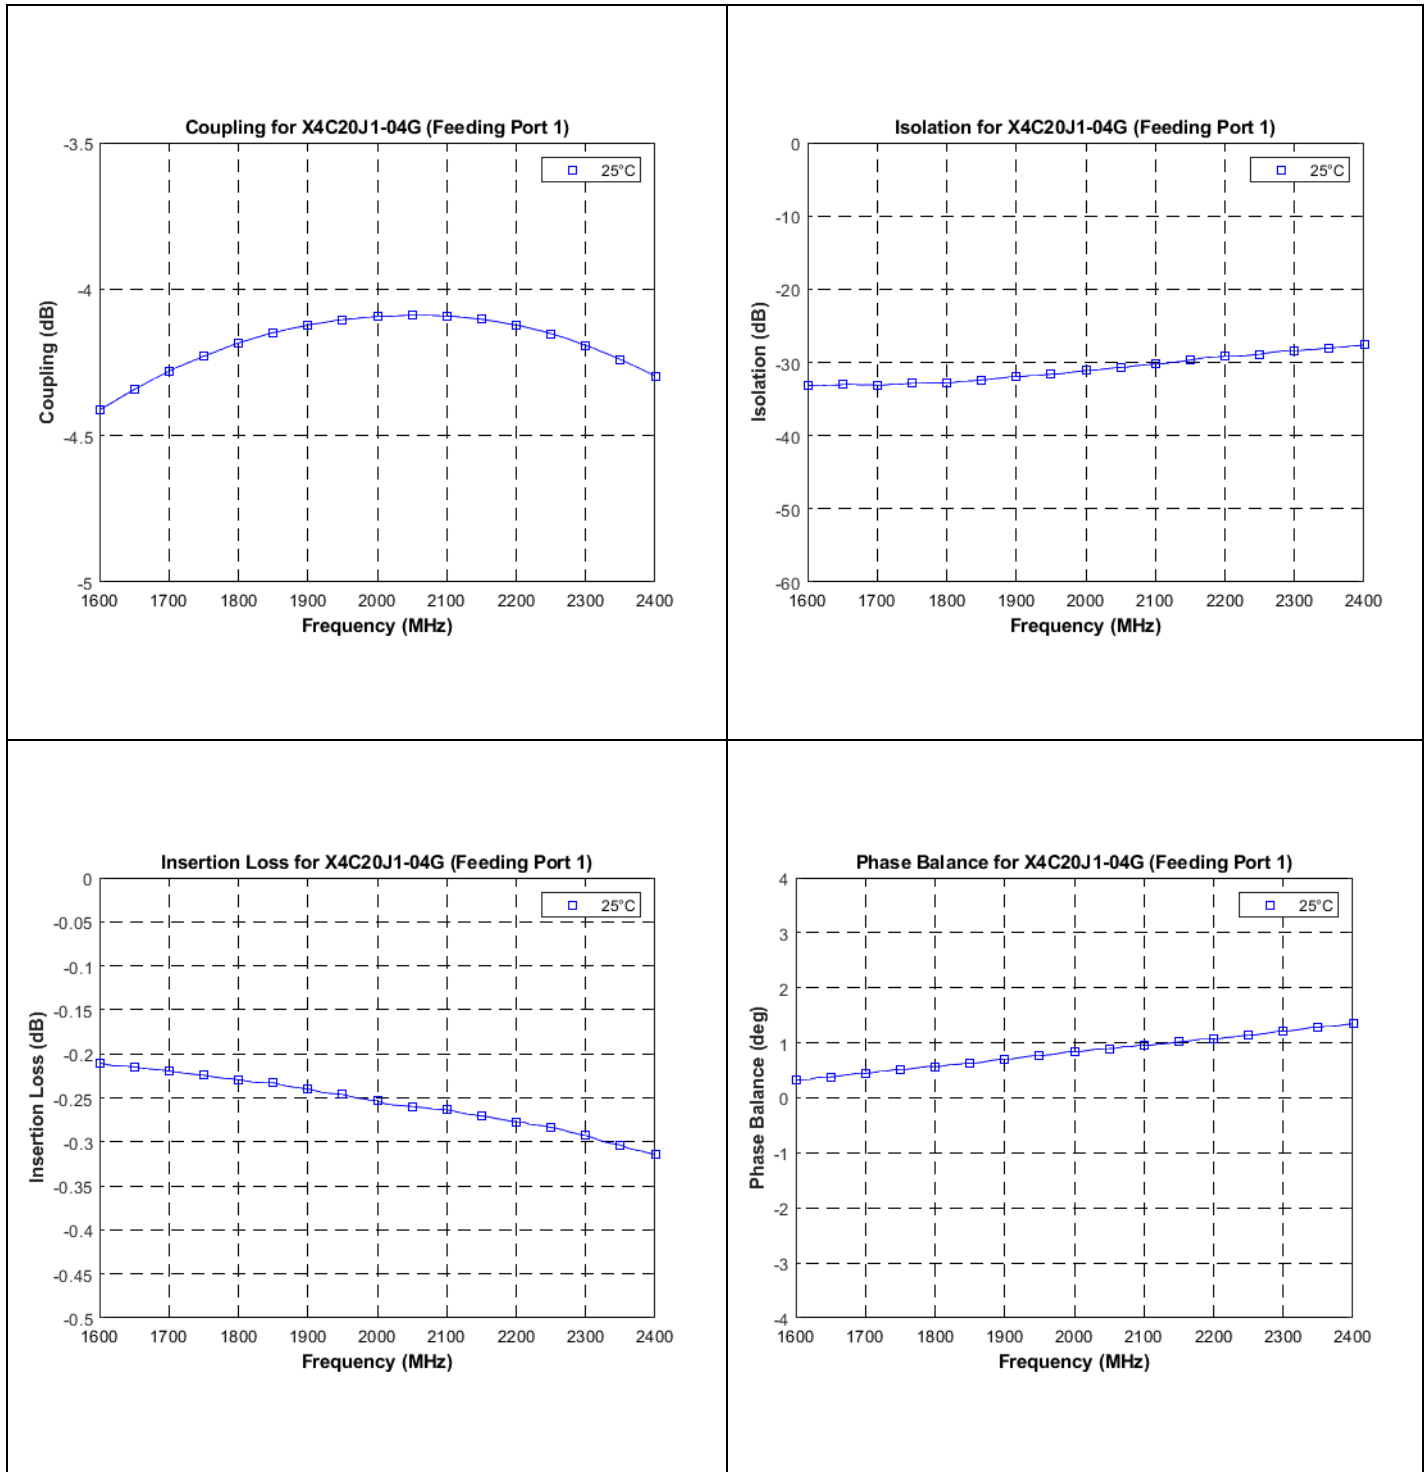 Coupling for X4C20J1-04G (Feeding Port 1)
25°C
Coupling (dB)
-3.5
-4
-4.5
-5
1600 1700 1800 1900 2000 2100 2200 2300 2400
Frequency (MHz)
Isolation for X4C20J1-04G (Feeding Port 1)
25°C
Isolation (dB)
0
-10
-20
-30
-40
-50
-60
1600 1700 1800 1900 2000 2100 2200 2300 2400
Frequency (MHz)
Insertion Loss for X4C20J1-04G (Feeding Port 1)
25°C
Insertion Loss (dB)
0
-0.05
-0.1
-0.15
-0.2
-0.25
-0.3
-0.35
-0.4
-0.45
-0.5
1600 1700 1800 1900 2000 2100 2200 2300 2400
Frequency (MHz)
Phase Balance for X4C20J1-04G (Feeding Port 1)
25°C
Phase Balance (deg)
4
3
2
1
0
-1
-2
-3
-4
1600 1700 1800 1900 2000 2100 2200 2300 2400
Frequency (MHz)